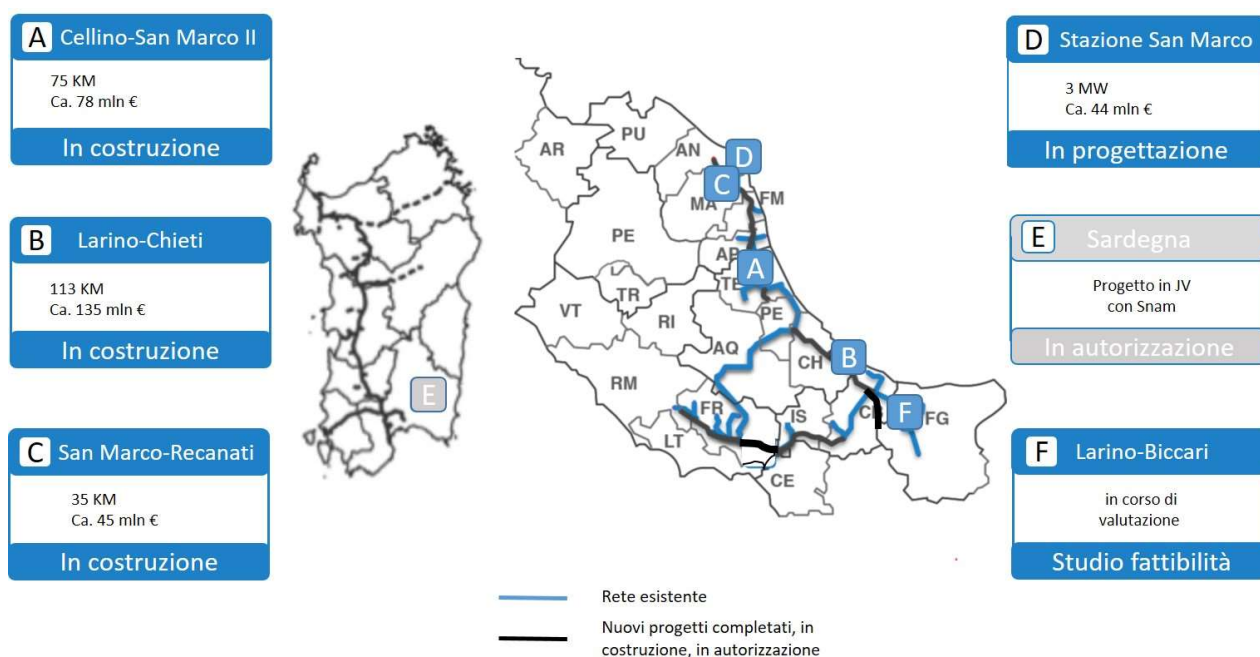 A Cellino-San Marco II
75 KM
Ca. 78 mln €
In costruzione
B Larino-Chieti
113 KM
Ca. 135 mln €
In costruzione
C San Marco-Recanati
35 KM
Ca. 45 mln €
In costruzione
E
PU
AR
AN
D
C
MA
FM
PE
AP
A
TE
TR
VT
RI
PE
AQ
B
CH
RM
FR
IS
F
FG
LT
CE
Rete esistente
Nuovi progetti completati, in
costruzione, in autorizzazione
D Stazione San Marco
3 MW
Ca. 44 mln €
In progettazione
E Sardegna
Progetto in JV
con Snam
In autorizzazione
F Larino-Biccari
in corso di
valutazione
Studio fattibilità